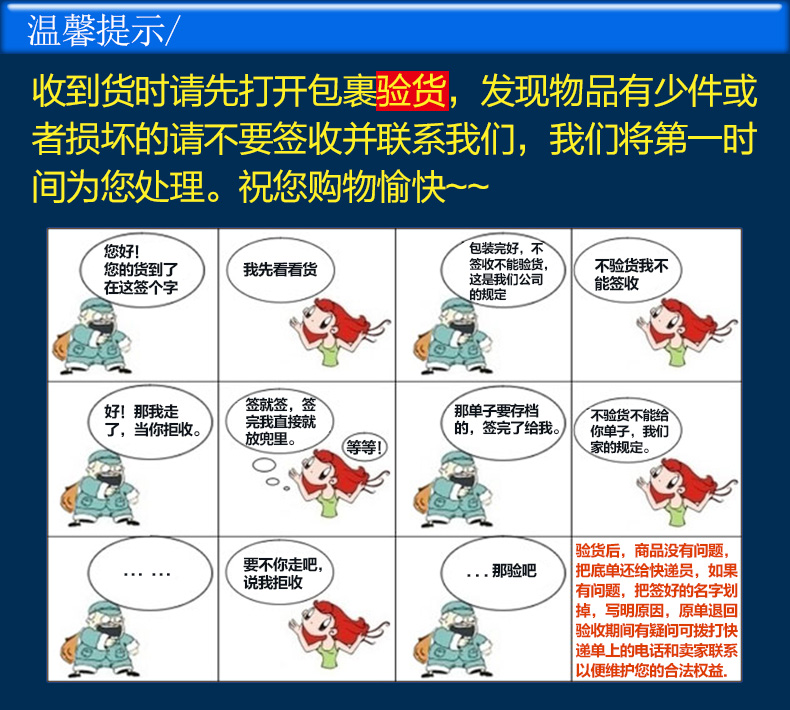 温馨提示/
收到货时请先打开包裹验货，发现物品有少件或
者损坏的请不要签收并联系我们，我们将第一时
间为您处理。祝您购物愉快~~
您好！
您的货到了
在这签个字
我先看看货
包装完好，不
签收不能验货，
这是我们公司
的规定
不验货我不
能签收
好！那我走
了，当你拒收。
签就签，签
完我直接就
放兜里。
等等！
那单子要存档
的，签完了给我。
不验货不能给
你单子，我们
家的规定。
... ...
要不你走吧，
说我拒收
...那验吧
验货后，商品没有问题，
把底单还给快递员，如果
有问题，把签好的名字划
掉，写明原因，原单退回
验收期间有疑问可拨打快
递单上的电话和卖家联系
以便维护您的合法权益.